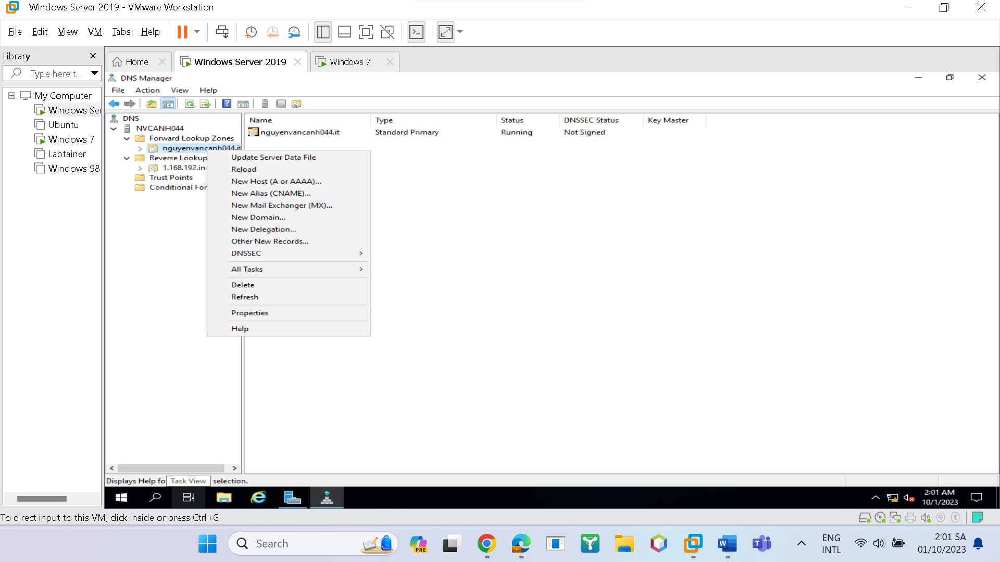 Windows Server 2019 - VMware Workstation
File Edit View VM Tabs Help
Library
Home
Windows Server 2019
Windows 7
Type here t...
My Computer
Windows Ser
Ubuntu
Windows 7
Labtainer
Windows 98
DNS Manager
File Action View Help
DNS
NVCANH044
Forward Lookup Zones
nguyenvancanh044.it
Reverse Lookup
1.168.192.in-
Trust Points
Conditional For
Name Type Status DNSSEC Status Key Master
nguyenvancanh044.it Standard Primary Running Not Signed
Update Server Data File
Reload
New Host (A or AAAA)...
New Alias (CNAME)...
New Mail Exchanger (MX)...
New Domain...
New Delegation...
Other New Records...
DNSSEC
All Tasks
Delete
Refresh
Properties
Help
Displays Help fo
Task View
selection.
2:01 AM
10/1/2023
To direct input to this VM, click inside or press Ctrl+G.
Search
PRE
W
T
ENG
INTL
2:01 SA
01/10/2023